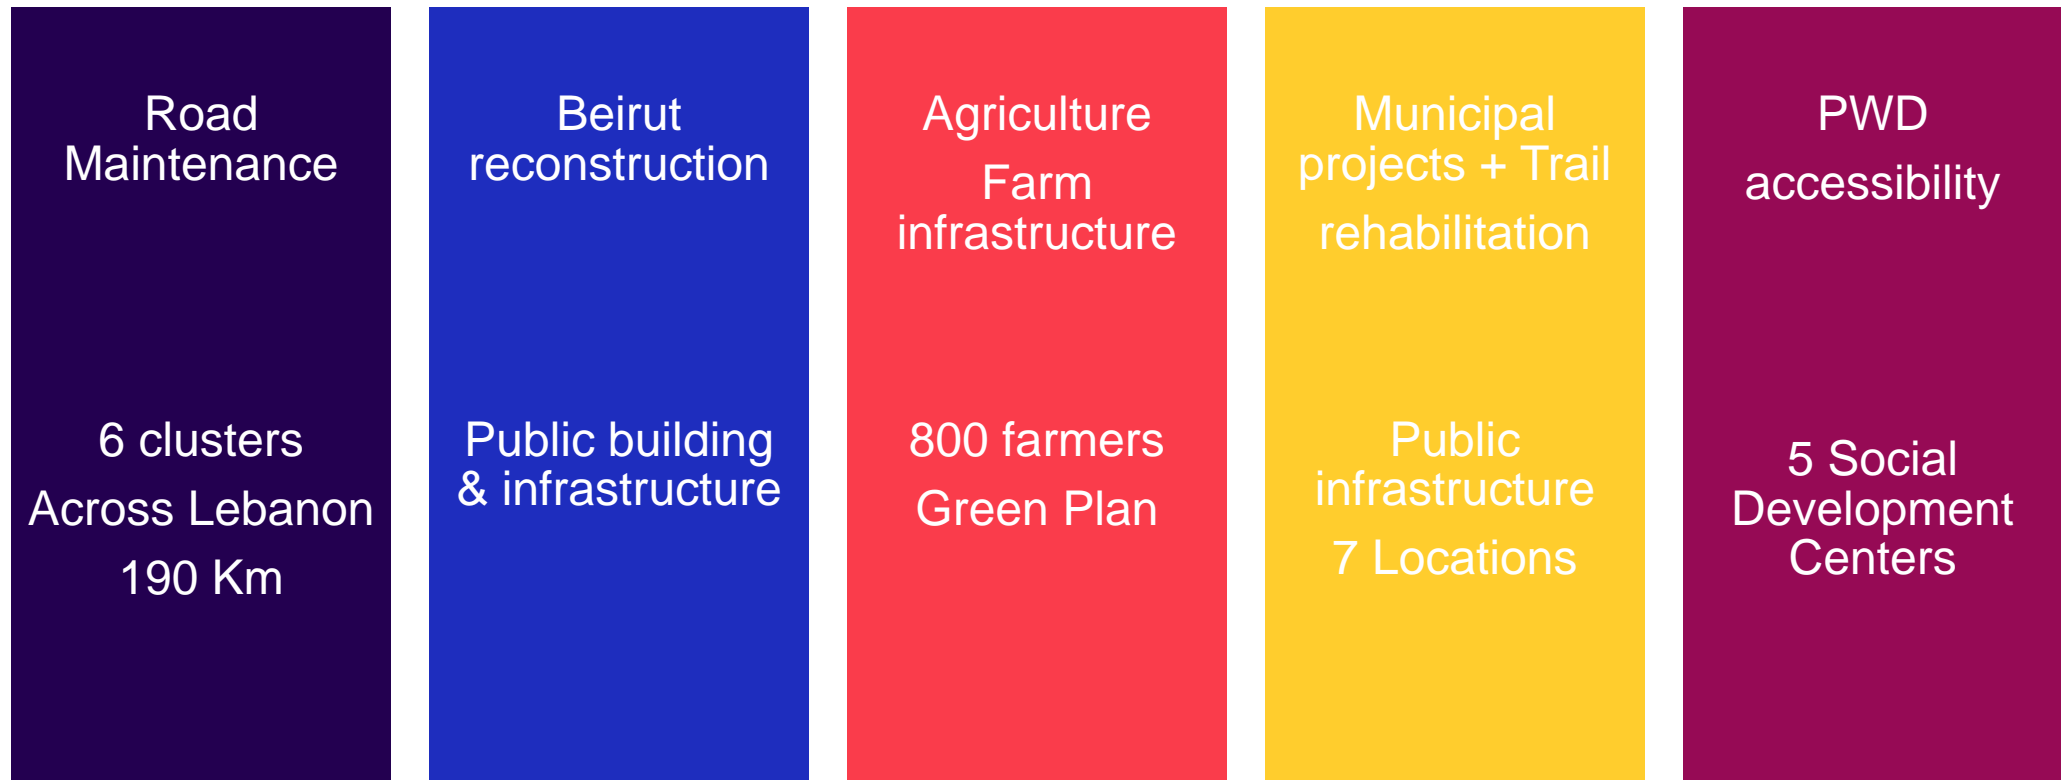 Road
Maintenance
6 clusters
Across Lebanon
190 Km
Beirut
reconstruction
Public building
& infrastructure
Agriculture
Farm
infrastructure
800 farmers
Green Plan
Municipal
projects + Trail
rehabilitation
Public
infrastructure
7 Locations
PWD
accessibility
5 Social
Development
Centers